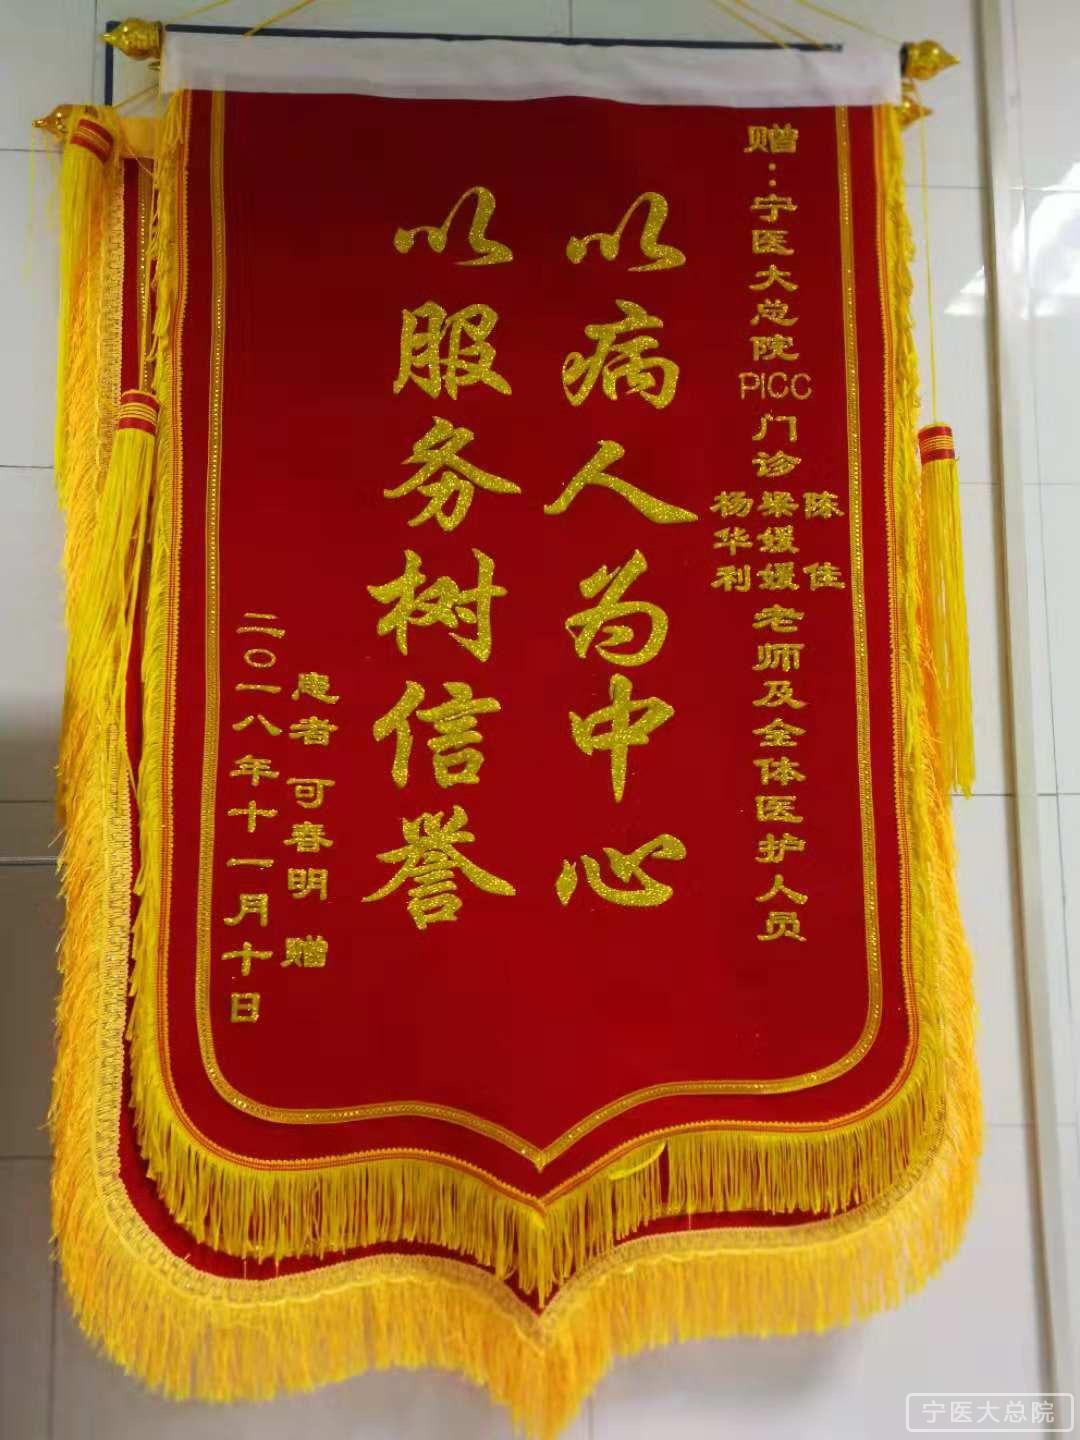 赠：宁医大总院PICC门诊
陈佳
梁媛媛
杨华利
老师及全体医护人员
以病人为中心
以服务树信誉
患者 可春明 赠
二〇一八年十一月十日
宁医大总院